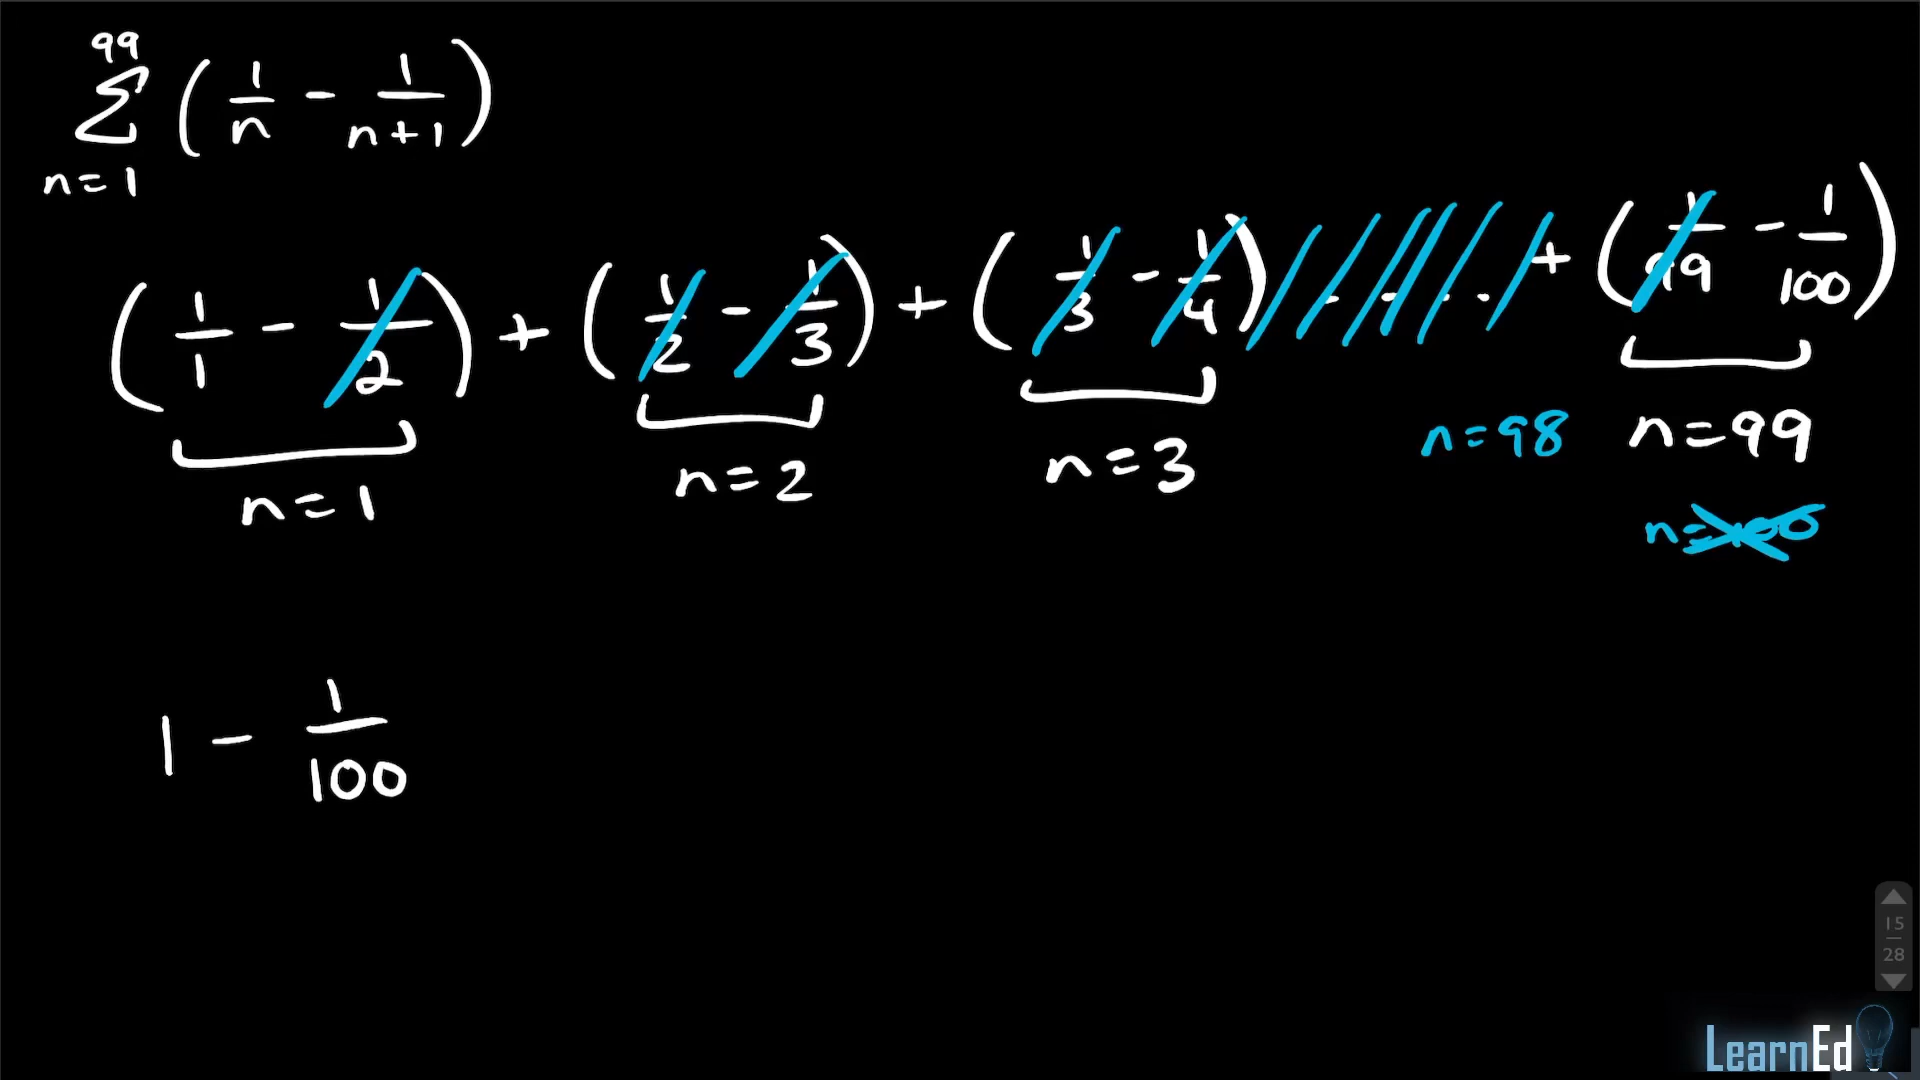 99
∑ (1/n - 1/n+1)
n=1
(1/1 - 1/2) + (1/2 - 1/3) + (1/3 - 1/4) . . . . + (1/99 - 1/100)
n=1 n=2 n=3 n=98 n=99
n=100
1 - 1/100
15
28
LearnEd